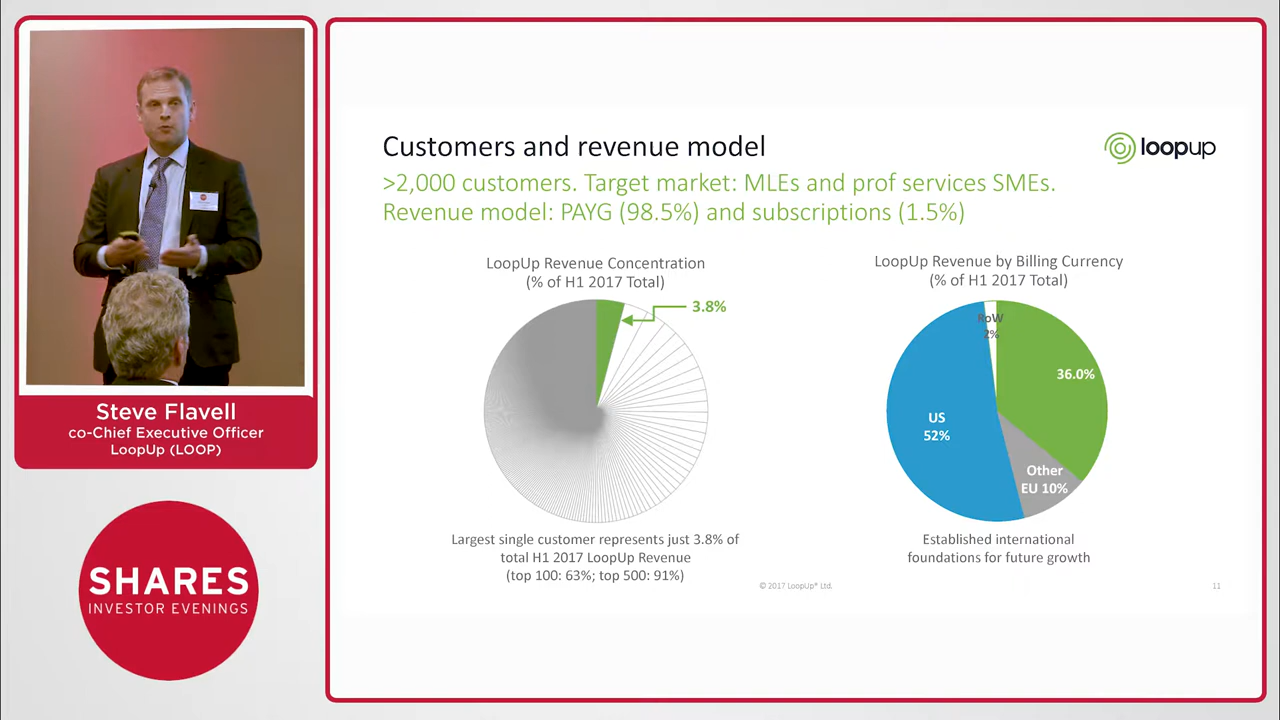 Steve Flavell
co-Chief Executive Officer
LoopUp (LOOP)
SHARES
INVESTOR EVENINGS
Customers and revenue model
loopup
>2,000 customers. Target market: MLEs and prof services SMEs.
Revenue model: PAYG (98.5%) and subscriptions (1.5%)
LoopUp Revenue Concentration
(% of H1 2017 Total)
3.8%
Largest single customer represents just 3.8% of
total H1 2017 LoopUp Revenue
(top 100: 63%; top 500: 91%)
LoopUp Revenue by Billing Currency
(% of H1 2017 Total)
RoW
2%
36.0%
US
52%
Other
EU 10%
Established international
foundations for future growth
© 2017 LoopUp® Ltd.
11